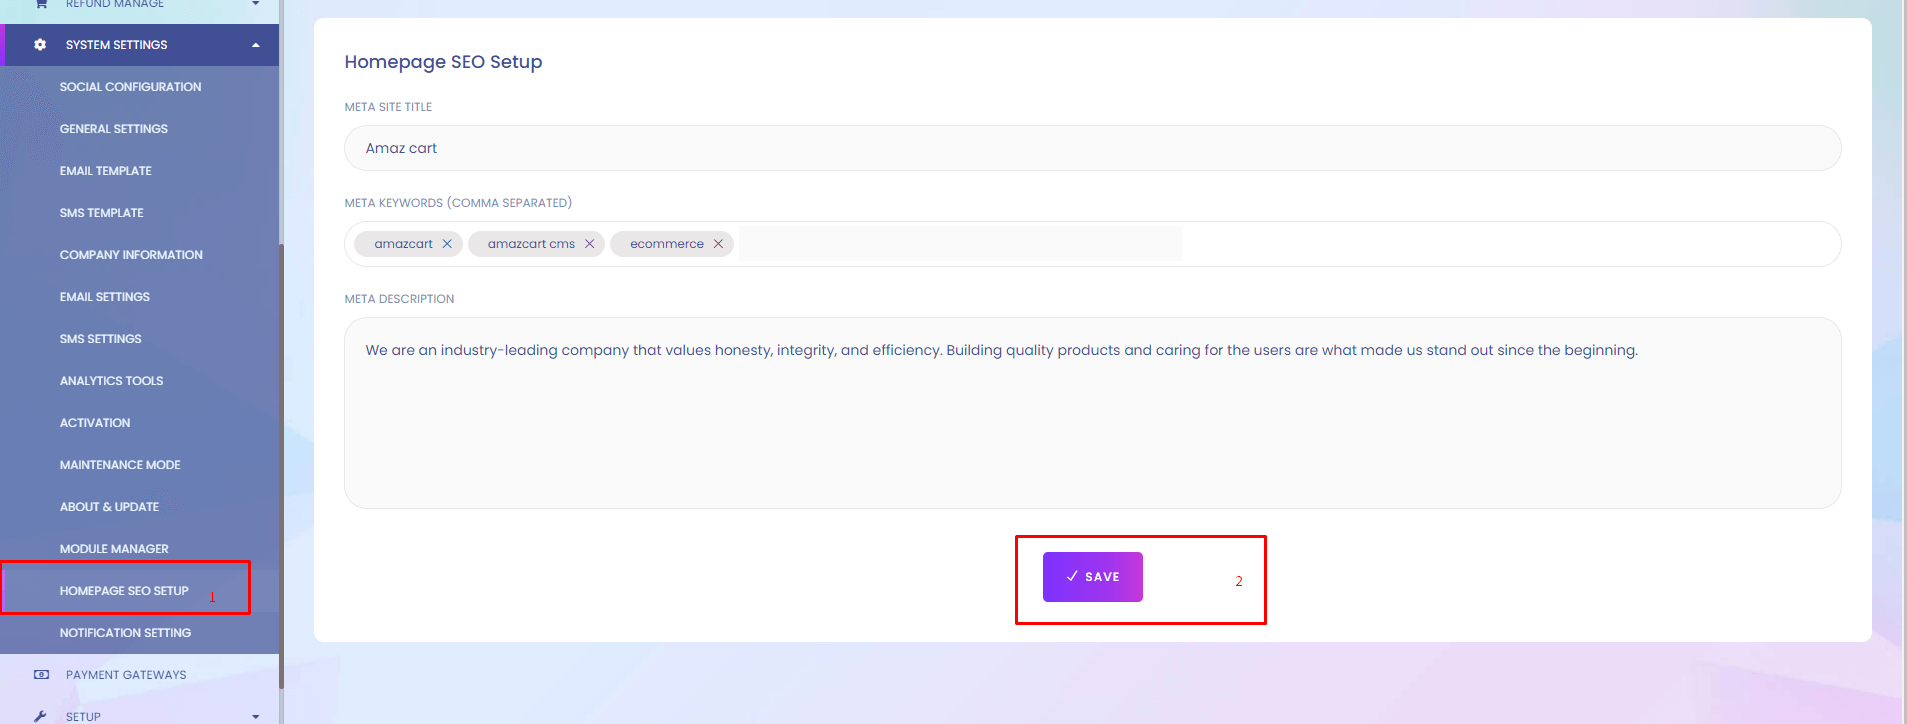 REFUND MANAGE
SYSTEM SETTINGS
SOCIAL CONFIGURATION
GENERAL SETTINGS
EMAIL TEMPLATE
SMS TEMPLATE
COMPANY INFORMATION
EMAIL SETTINGS
SMS SETTINGS
ANALYTICS TOOLS
ACTIVATION
MAINTENANCE MODE
ABOUT & UPDATE
MODULE MANAGER
HOMEPAGE SEO SETUP 1
NOTIFICATION SETTING
PAYMENT GATEWAYS
SETUP
Homepage SEO Setup
META SITE TITLE
Amaz cart
META KEYWORDS (COMMA SEPARATED)
amazcart amazcart cms ecommerce
META DESCRIPTION
We are an industry-leading company that values honesty, integrity, and efficiency. Building quality products and caring for the users are what made us stand out since the beginning.
SAVE 2